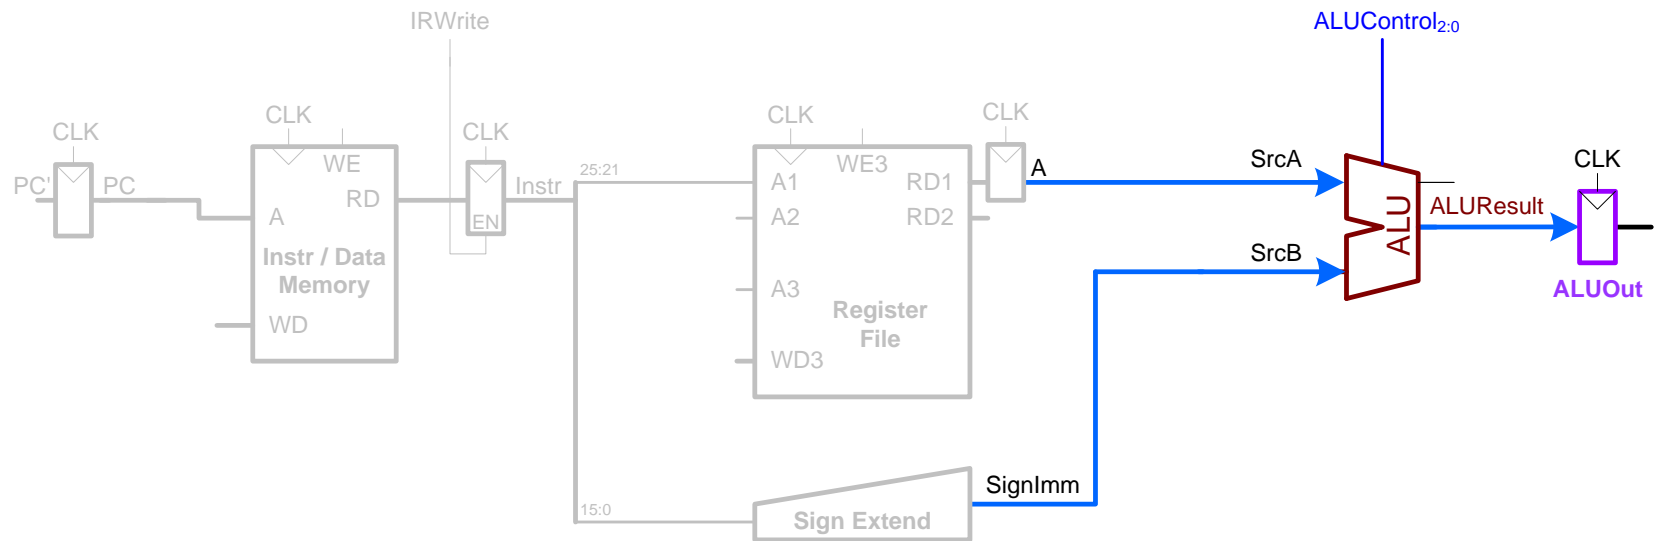 IRWrite
ALUControl2:0
CLK
CLK
CLK
CLK
CLK
CLK
PC'
PC
WE
RD
A
Instr / Data
Memory
WD
EN
Instr
25:21
A1
WE3
RD1
A2
RD2
A3
Register
File
WD3
A
SrcA
SrcB
ALU
ALUResult
ALUOut
SignImm
15:0
Sign Extend